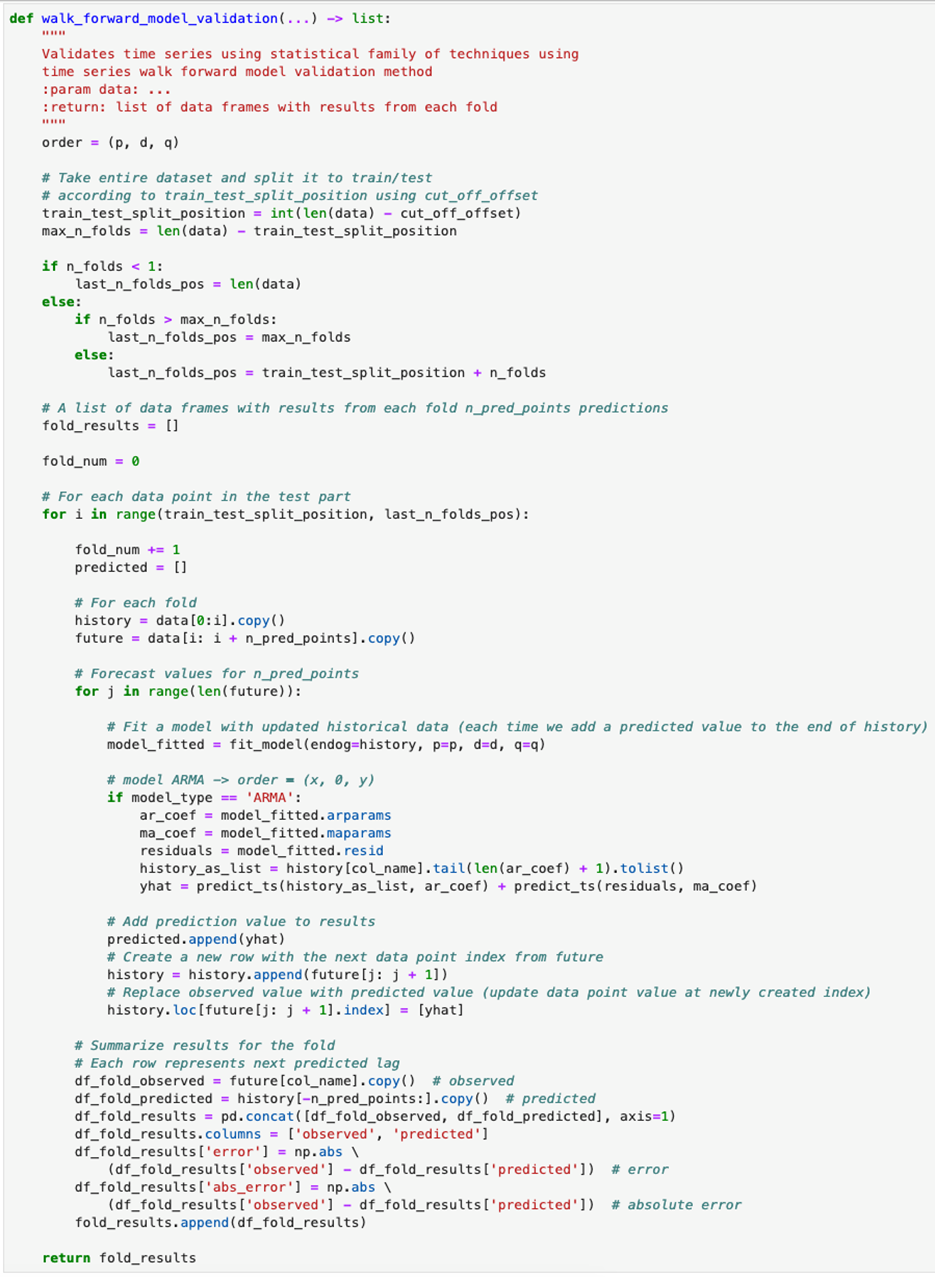 def walk_forward_model_validation(...) -> list:
    """
    Validates time series using statistical family of techniques using
    time series walk forward model validation method
    :param data: ...
    :return: list of data frames with results from each fold
    """
    order = (p, d, q)

    # Take entire dataset and split it to train/test
    # according to train_test_split_position using cut_off_offset
    train_test_split_position = int(len(data) - cut_off_offset)
    max_n_folds = len(data) - train_test_split_position

    if n_folds < 1:
        last_n_folds_pos = len(data)
    else:
        if n_folds > max_n_folds:
            last_n_folds_pos = max_n_folds
        else:
            last_n_folds_pos = train_test_split_position + n_folds

    # A list of data frames with results from each fold n_pred_points predictions
    fold_results = []

    fold_num = 0

    # For each data point in the test part
    for i in range(train_test_split_position, last_n_folds_pos):

        fold_num += 1
        predicted = []

        # For each fold
        history = data[0:i].copy()
        future = data[i: i + n_pred_points].copy()

        # Forecast values for n_pred_points
        for j in range(len(future)):

            # Fit a model with updated historical data (each time we add a predicted value to the end of history)
            model_fitted = fit_model(endog=history, p=p, d=d, q=q)

            # model ARMA -> order = (x, 0, y)
            if model_type == 'ARMA':
                ar_coef = model_fitted.arparams
                ma_coef = model_fitted.maparams
                residuals = model_fitted.resid
                history_as_list = history[col_name].tail(len(ar_coef) + 1).tolist()
                yhat = predict_ts(history_as_list, ar_coef) + predict_ts(residuals, ma_coef)

            # Add prediction value to results
            predicted.append(yhat)
            # Create a new row with the next data point index from future
            history = history.append(future[j: j + 1])
            # Replace observed value with predicted value (update data point value at newly created index)
            history.loc[future[j: j + 1].index] = [yhat]

        # Summarize results for the fold
        # Each row represents next predicted lag
        df_fold_observed = future[col_name].copy()  # observed
        df_fold_predicted = history[-n_pred_points:].copy()  # predicted
        df_fold_results = pd.concat([df_fold_observed, df_fold_predicted], axis=1)
        df_fold_results.columns = ['observed', 'predicted']
        df_fold_results['error'] = np.abs \
            (df_fold_results['observed'] - df_fold_results['predicted'])  # error
        df_fold_results['abs_error'] = np.abs \
            (df_fold_results['observed'] - df_fold_results['predicted'])  # absolute error
        fold_results.append(df_fold_results)

    return fold_results